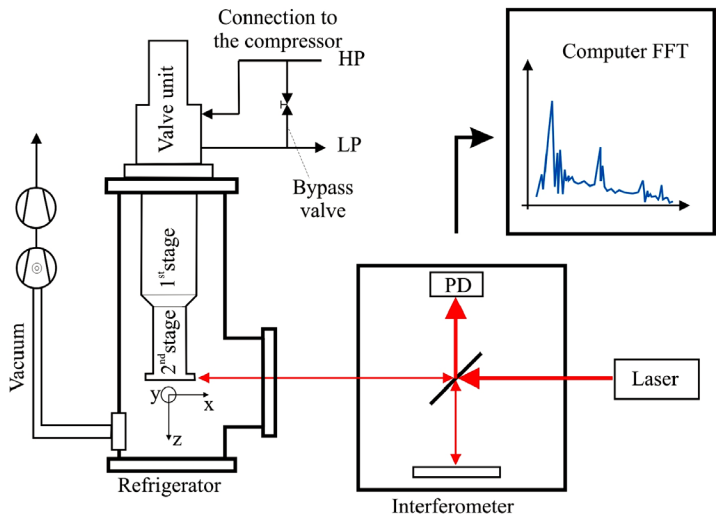 Connection to
the compressor
HP
LP
Bypass
valve
Valve unit
1st stage
2nd stage
Vacuum
y
x
z
Refrigerator
Computer FFT
PD
Laser
Interferometer